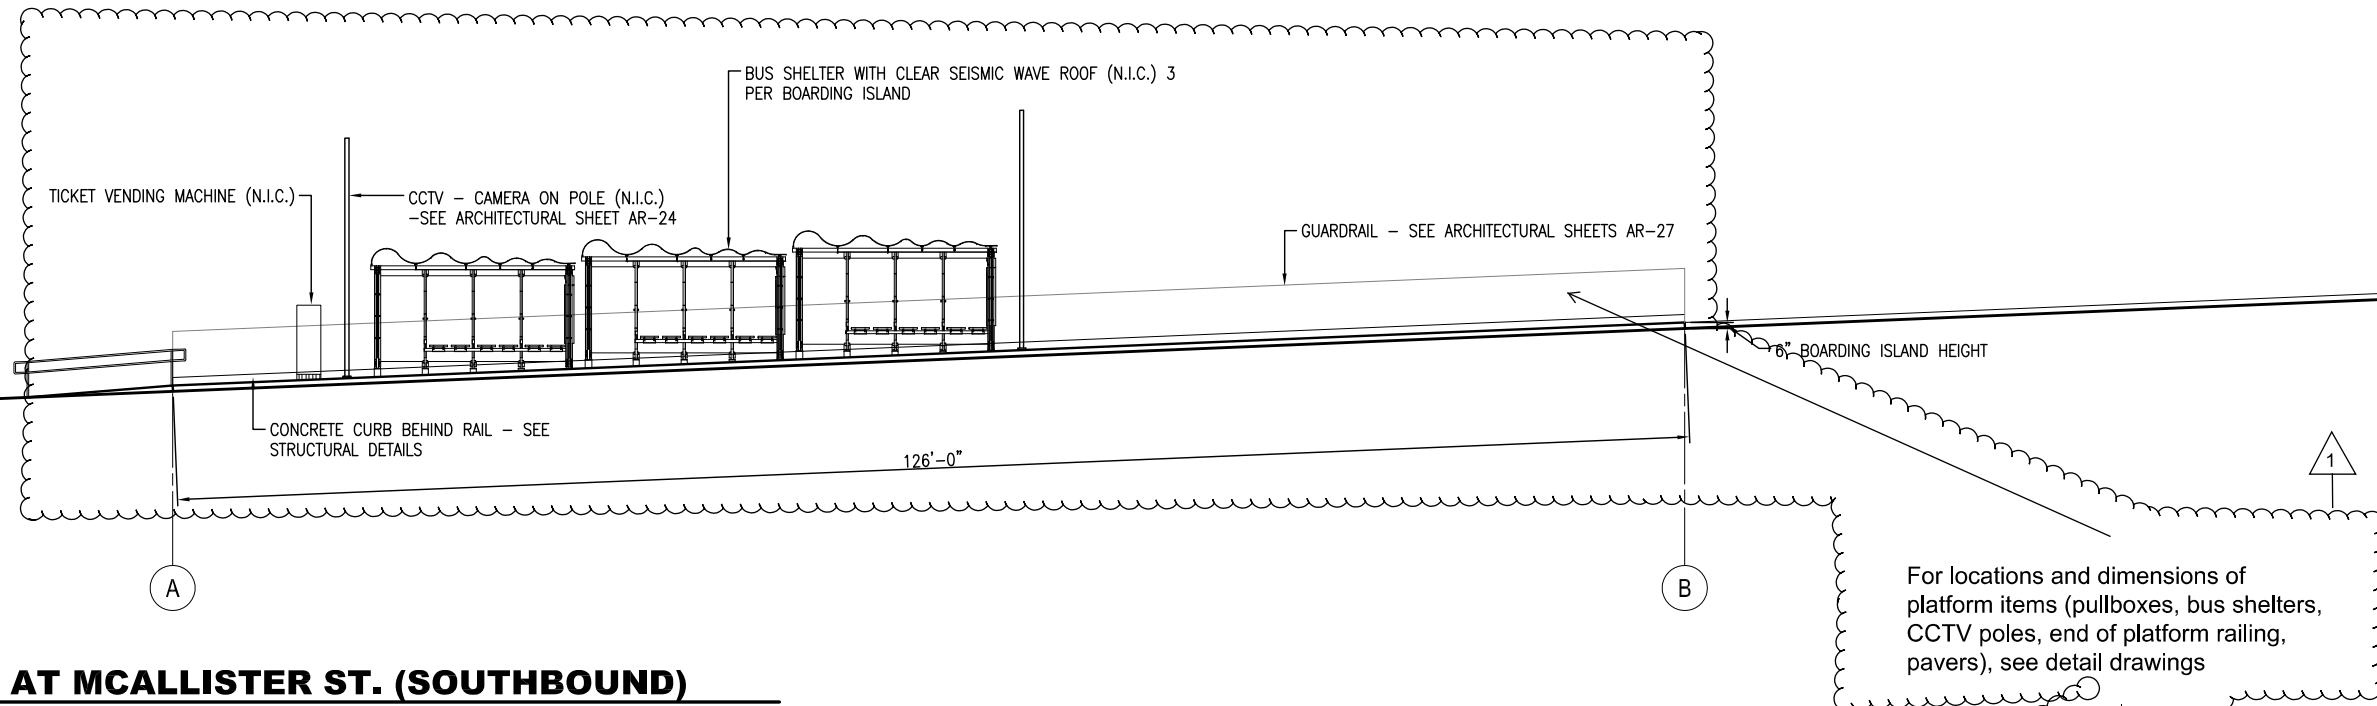 BUS SHELTER WITH CLEAR SEISMIC WAVE ROOF (N.I.C.) 3
PER BOARDING ISLAND
TICKET VENDING MACHINE (N.I.C.)
CCTV – CAMERA ON POLE (N.I.C.)
–SEE ARCHITECTURAL SHEET AR–24
GUARDRAIL – SEE ARCHITECTURAL SHEETS AR–27
6" BOARDING ISLAND HEIGHT
CONCRETE CURB BEHIND RAIL – SEE
STRUCTURAL DETAILS
126'–0"
1
A
B
For locations and dimensions of
platform items (pullboxes, bus shelters,
CCTV poles, end of platform railing,
pavers), see detail drawings
AT MCALLISTER ST. (SOUTHBOUND)